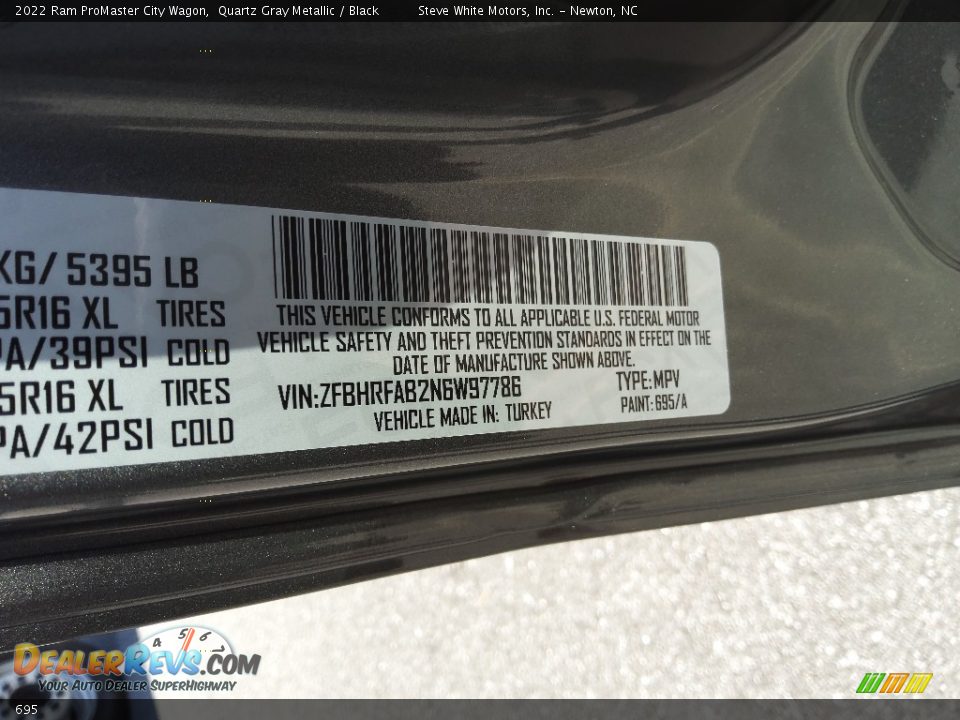 2022 Ram ProMaster City Wagon, Quartz Gray Metallic / Black Steve White Motors, Inc. - Newton, NC
KG/ 5395 LB
5R16 XL TIRES
PA/39PSI COLD
5R16 XL TIRES
PA/42PSI COLD
THIS VEHICLE CONFORMS TO ALL APPLICABLE U.S. FEDERAL MOTOR
VEHICLE SAFETY AND THEFT PREVENTION STANDARDS IN EFFECT ON THE
DATE OF MANUFACTURE SHOWN ABOVE.
VIN:ZFBHRFAB2N6W97786 TYPE:MPV
VEHICLE MADE IN: TURKEY PAINT:695/A
4 5 6
DEALERREVS.COM
YOUR AUTO DEALER SUPERHIGHWAY
695